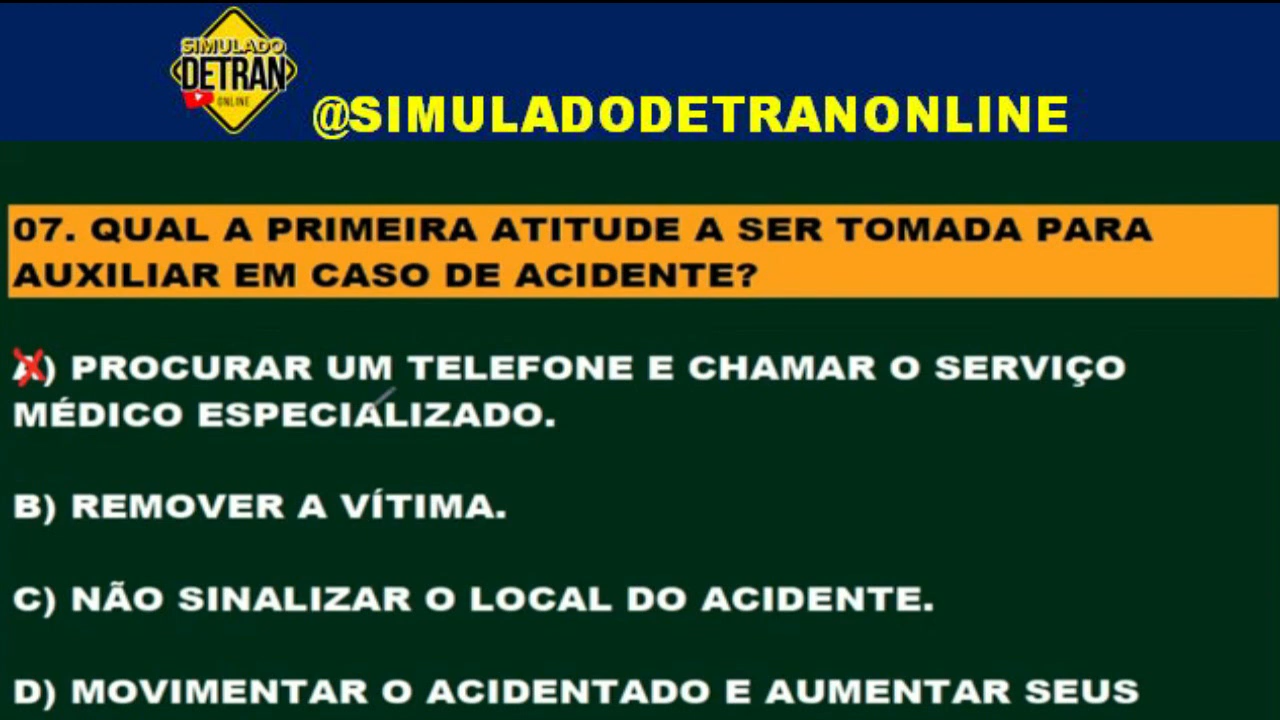 SIMULADO
DETRAN
ONLINE
@SIMULADODETRANONLINE
07. QUAL A PRIMEIRA ATITUDE A SER TOMADA PARA
AUXILIAR EM CASO DE ACIDENTE?
A) PROCURAR UM TELEFONE E CHAMAR O SERVIÇO
MÉDICO ESPECIALIZADO.
B) REMOVER A VÍTIMA.
C) NÃO SINALIZAR O LOCAL DO ACIDENTE.
D) MOVIMENTAR O ACIDENTADO E AUMENTAR SEUS